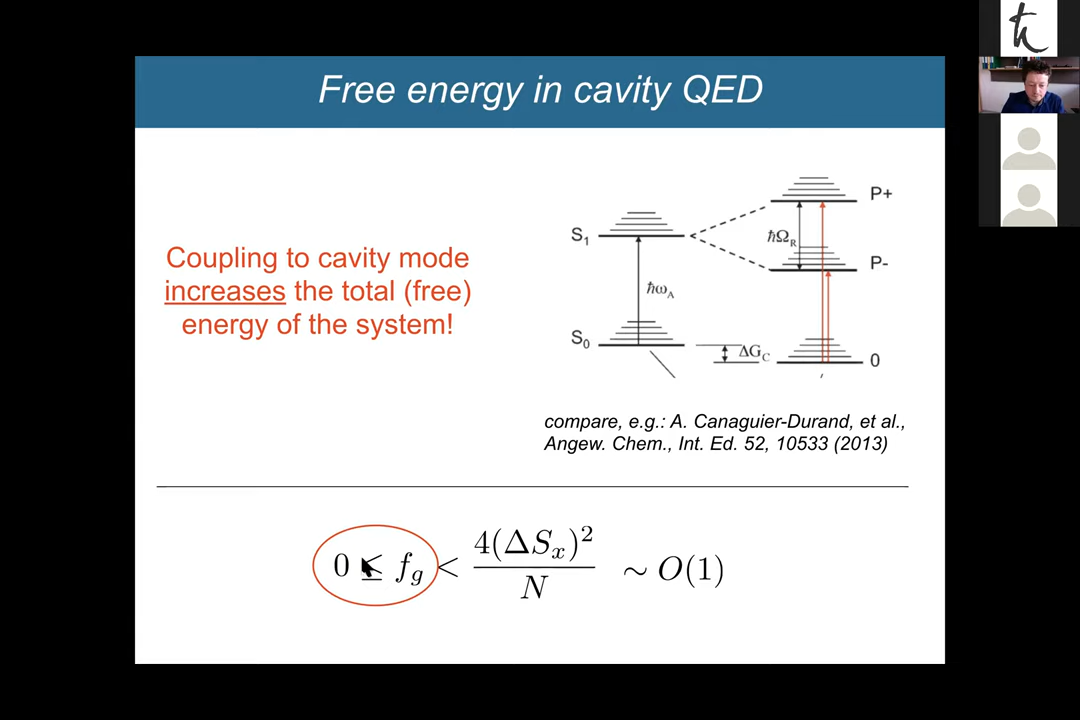 Free energy in cavity QED
Coupling to cavity mode
increases the total (free)
energy of the system!
P+
S₁
ℏΩ_R
P-
ℏω_A
S₀
ΔG_C
0
compare, e.g.: A. Canaguier-Durand, et al.,
Angew. Chem., Int. Ed. 52, 10533 (2013)
0 ≤ f_g < 4(ΔS_x)² / N ∼ O(1)